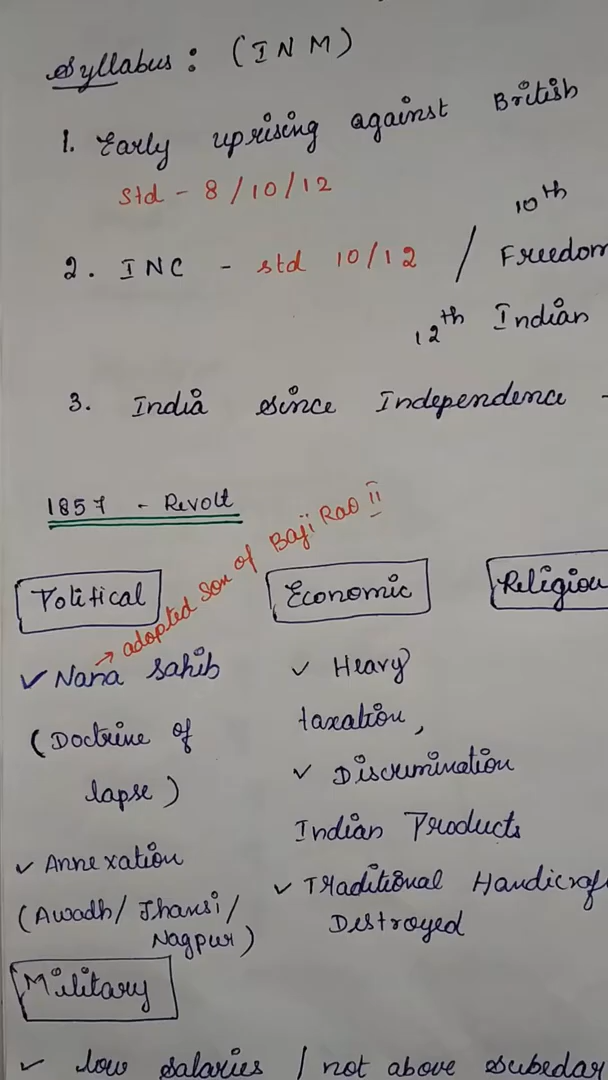 Syllabus : (INM)
1. Early uprising against British
Std - 8/10/12
10th
2. INC - std 10/12 / Freedom
12th Indian
3. India since Independence -
1857 - Revolt
→ adopted son of Baji Rao II
Political
Economic
Religiou
✓ Nana Sahib
(Doctrine of
lapse)
✓ Annexation
(Awadh/ Jhansi/
Nagpur)
✓ Heavy
taxation,
✓ Discrimination
Indian Products
✓ Traditional Handicraf
Destroyed
Military
✓ low salaries / not above subedar